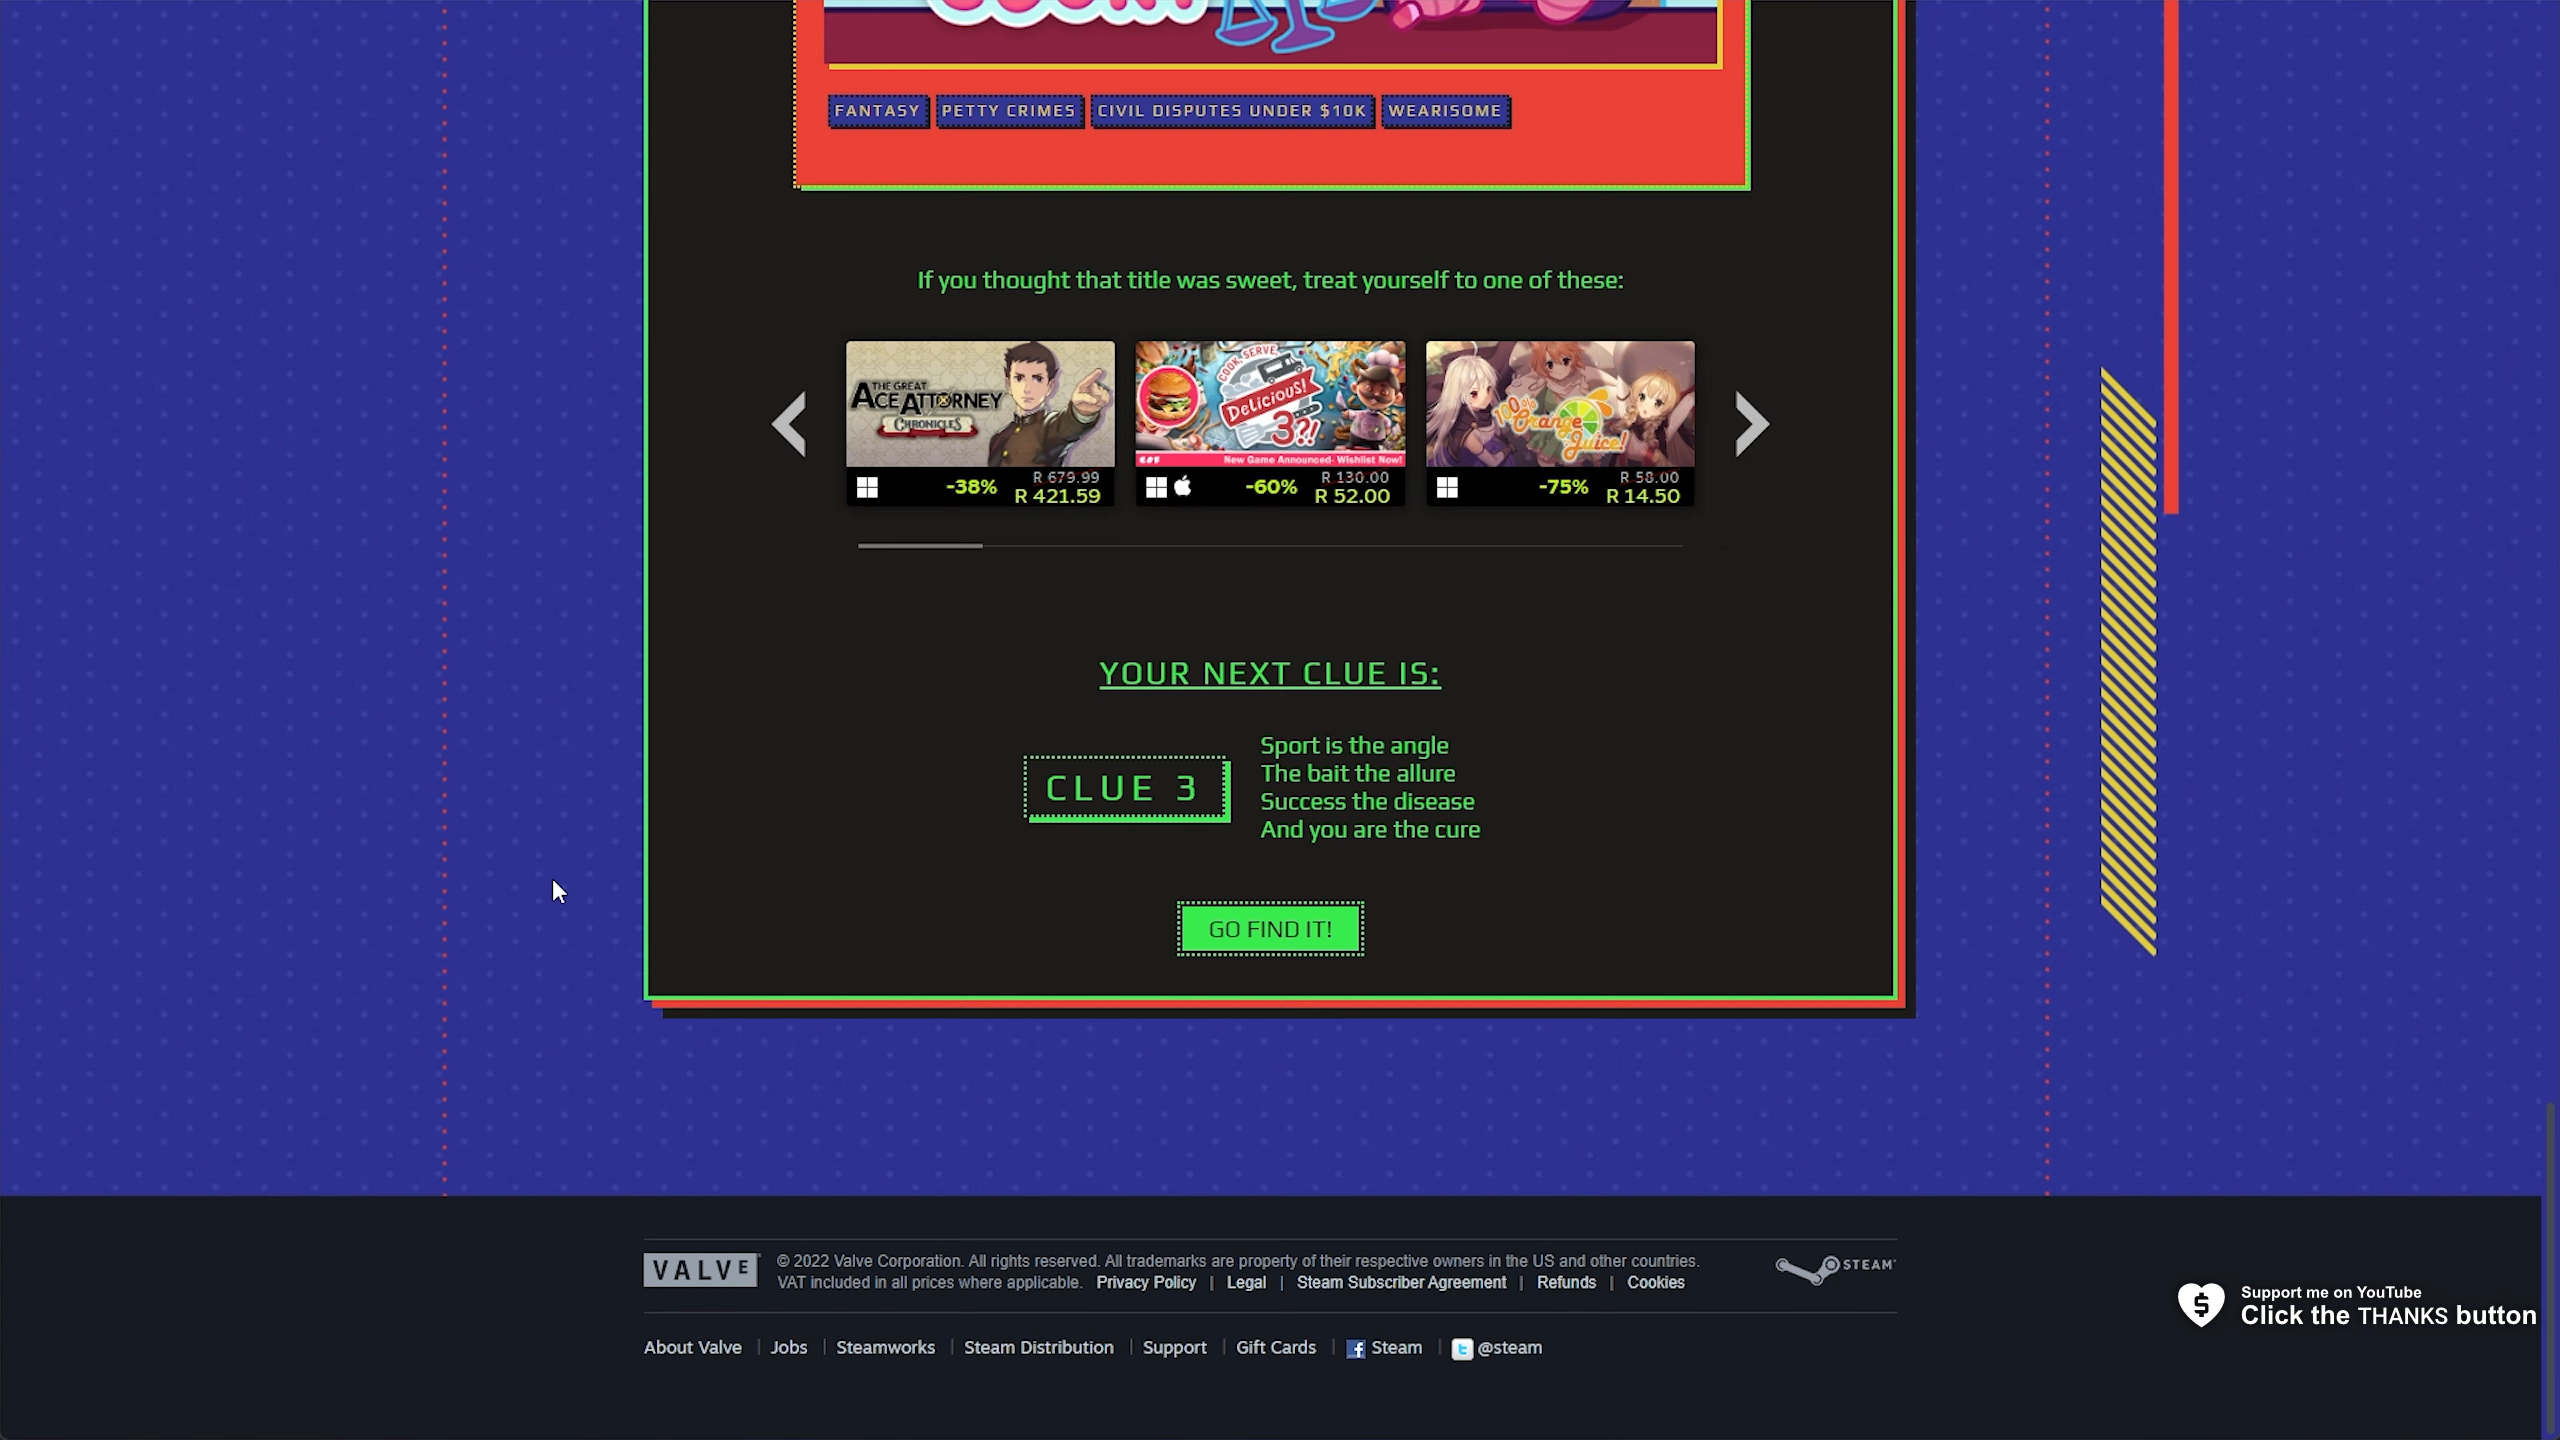 FANTASY PETTY CRIMES CIVIL DISPUTES UNDER $10K WEARISOME
If you thought that title was sweet, treat yourself to one of these:
THE GREAT
ACE ATTORNEY
CHRONICLES
COOK, SERVE,
DELICIOUS!
3?!
New Game Announced- Wishlist Now!
100%
Orange
Juice!
-38% R 679.99
R 421.59
-60% R 130.00
R 52.00
-75% R 58.00
R 14.50
YOUR NEXT CLUE IS:
CLUE 3
Sport is the angle
The bait the allure
Success the disease
And you are the cure
GO FIND IT!
VALVE
© 2022 Valve Corporation. All rights reserved. All trademarks are property of their respective owners in the US and other countries.
VAT included in all prices where applicable. Privacy Policy | Legal | Steam Subscriber Agreement | Refunds | Cookies
STEAM
Support me on YouTube
Click the THANKS button
About Valve | Jobs | Steamworks | Steam Distribution | Support | Gift Cards | Steam | @steam